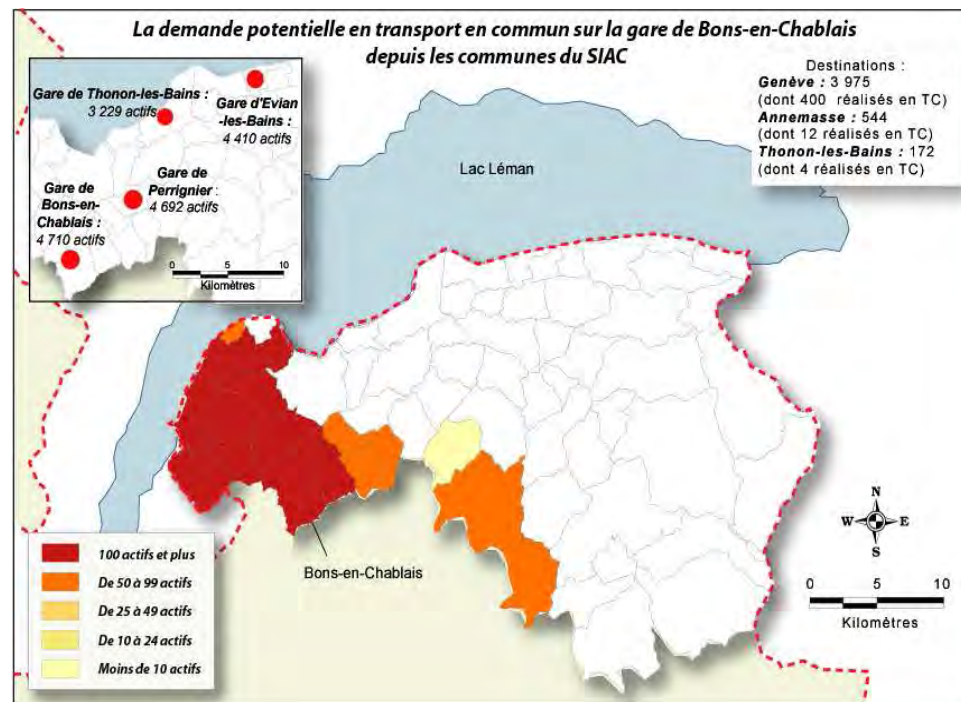 La demande potentielle en transport en commun sur la gare de Bons-en-Chablais
depuis les communes du SIAC
Gare de Thonon-les-Bains :
3 229 actifs
Gare d'Evian
-les-Bains :
4 410 actifs
Gare de
Perrignier :
4 692 actifs
Gare de
Bons-en-
Chablais :
4 710 actifs
0 5 10
Kilomètres
Destinations :
Genève : 3 975
(dont 400 réalisés en TC)
Annemasse : 544
(dont 12 réalisés en TC)
Thonon-les-Bains : 172
(dont 4 réalisés en TC)
Lac Léman
Bons-en-Chablais
100 actifs et plus
De 50 à 99 actifs
De 25 à 49 actifs
De 10 à 24 actifs
Moins de 10 actifs
N
W E
S
0 5 10
Kilomètres